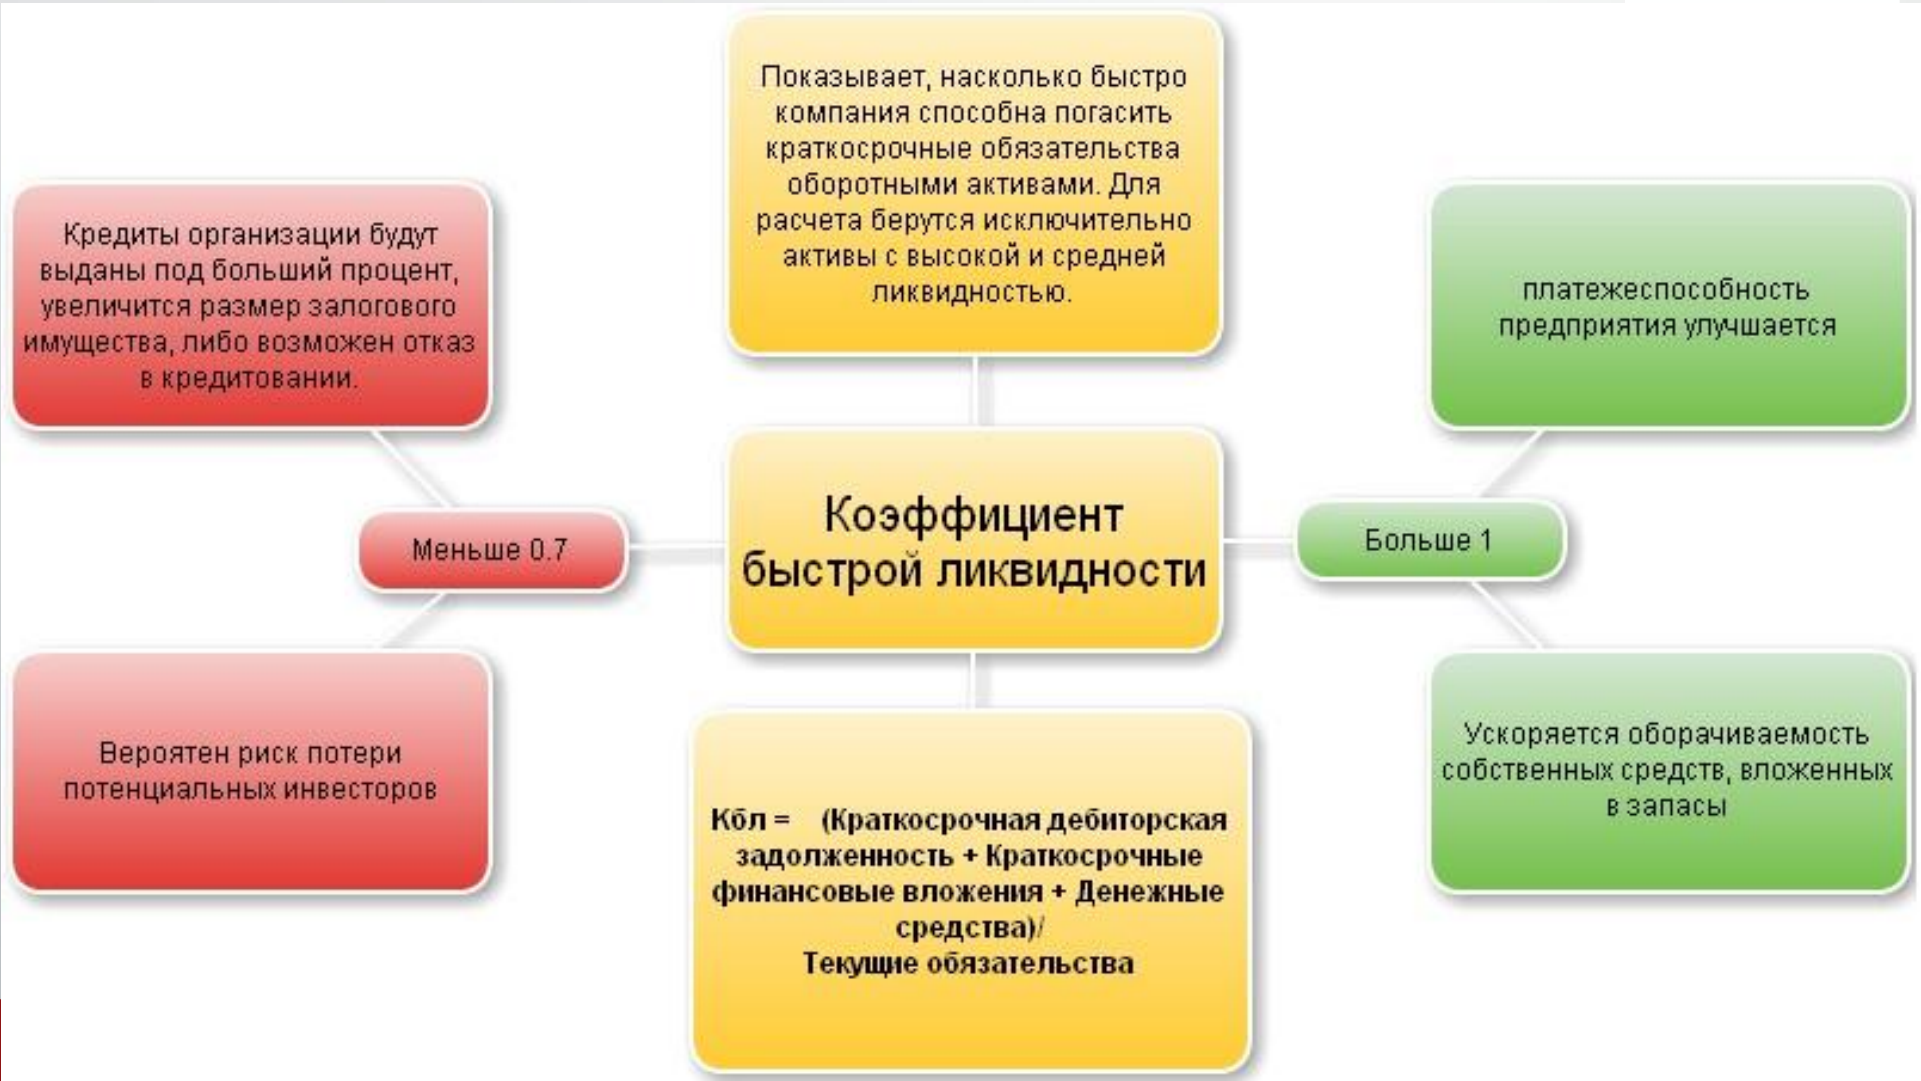 Показывает, насколько быстро
компания способна погасить
краткосрочные обязательства
оборотными активами. Для
расчета берутся исключительно
активы с высокой и средней
ликвидностью.
Кредиты организации будут
выданы под больший процент,
увеличится размер залогового
имущества, либо возможен отказ
в кредитовании.
платежеспособность
предприятия улучшается
Меньше 0.7
Коэффициент
быстрой ликвидности
Больше 1
Вероятен риск потери
потенциальных инвесторов
Кбл = (Краткосрочная дебиторская
задолженность + Краткосрочные
финансовые вложения + Денежные
средства)/
Текущие обязательства
Ускоряется оборачиваемость
собственных средств, вложенных
в запасы